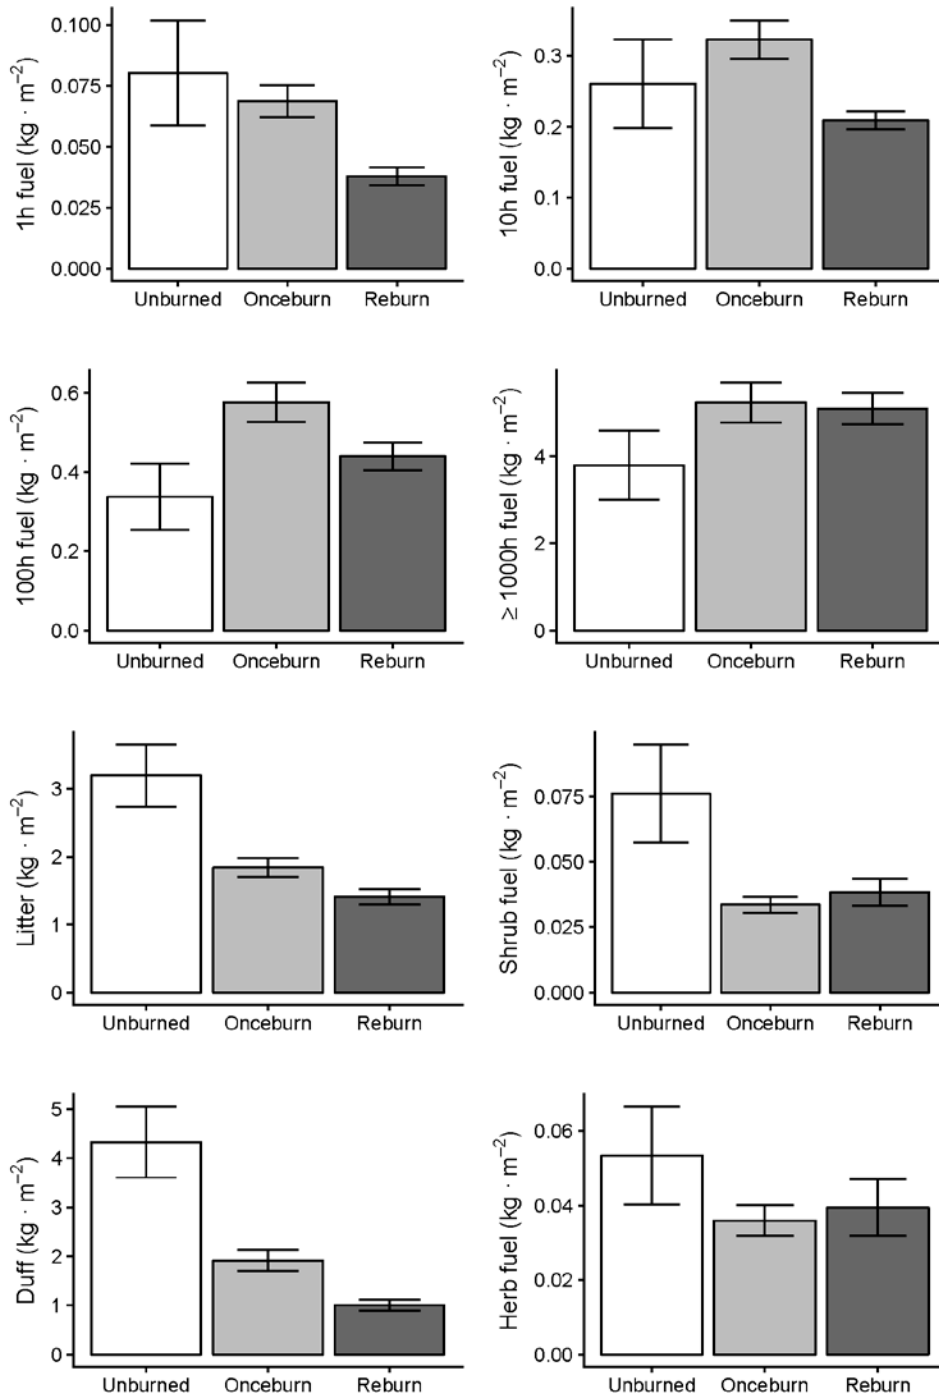 1h fuel (kg · m⁻²)
0.100
0.075
0.050
0.025
0.000
Unburned Onceburn Reburn
10h fuel (kg · m⁻²)
0.3
0.2
0.1
0.0
Unburned Onceburn Reburn
100h fuel (kg · m⁻²)
0.6
0.4
0.2
0.0
Unburned Onceburn Reburn
≥ 1000h fuel (kg · m⁻²)
4
2
0
Unburned Onceburn Reburn
Litter (kg · m⁻²)
3
2
1
0
Unburned Onceburn Reburn
Shrub fuel (kg · m⁻²)
0.075
0.050
0.025
0.000
Unburned Onceburn Reburn
Duff (kg · m⁻²)
5
4
3
2
1
0
Unburned Onceburn Reburn
Herb fuel (kg · m⁻²)
0.06
0.04
0.02
0.00
Unburned Onceburn Reburn